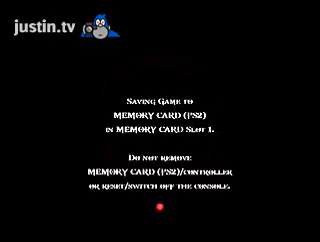 justin.tv
Saving Game to
MEMORY CARD (PS2)
in MEMORY CARD Slot 1.
Do not remove
MEMORY CARD (PS2)/controller
or reset/switch off the console.